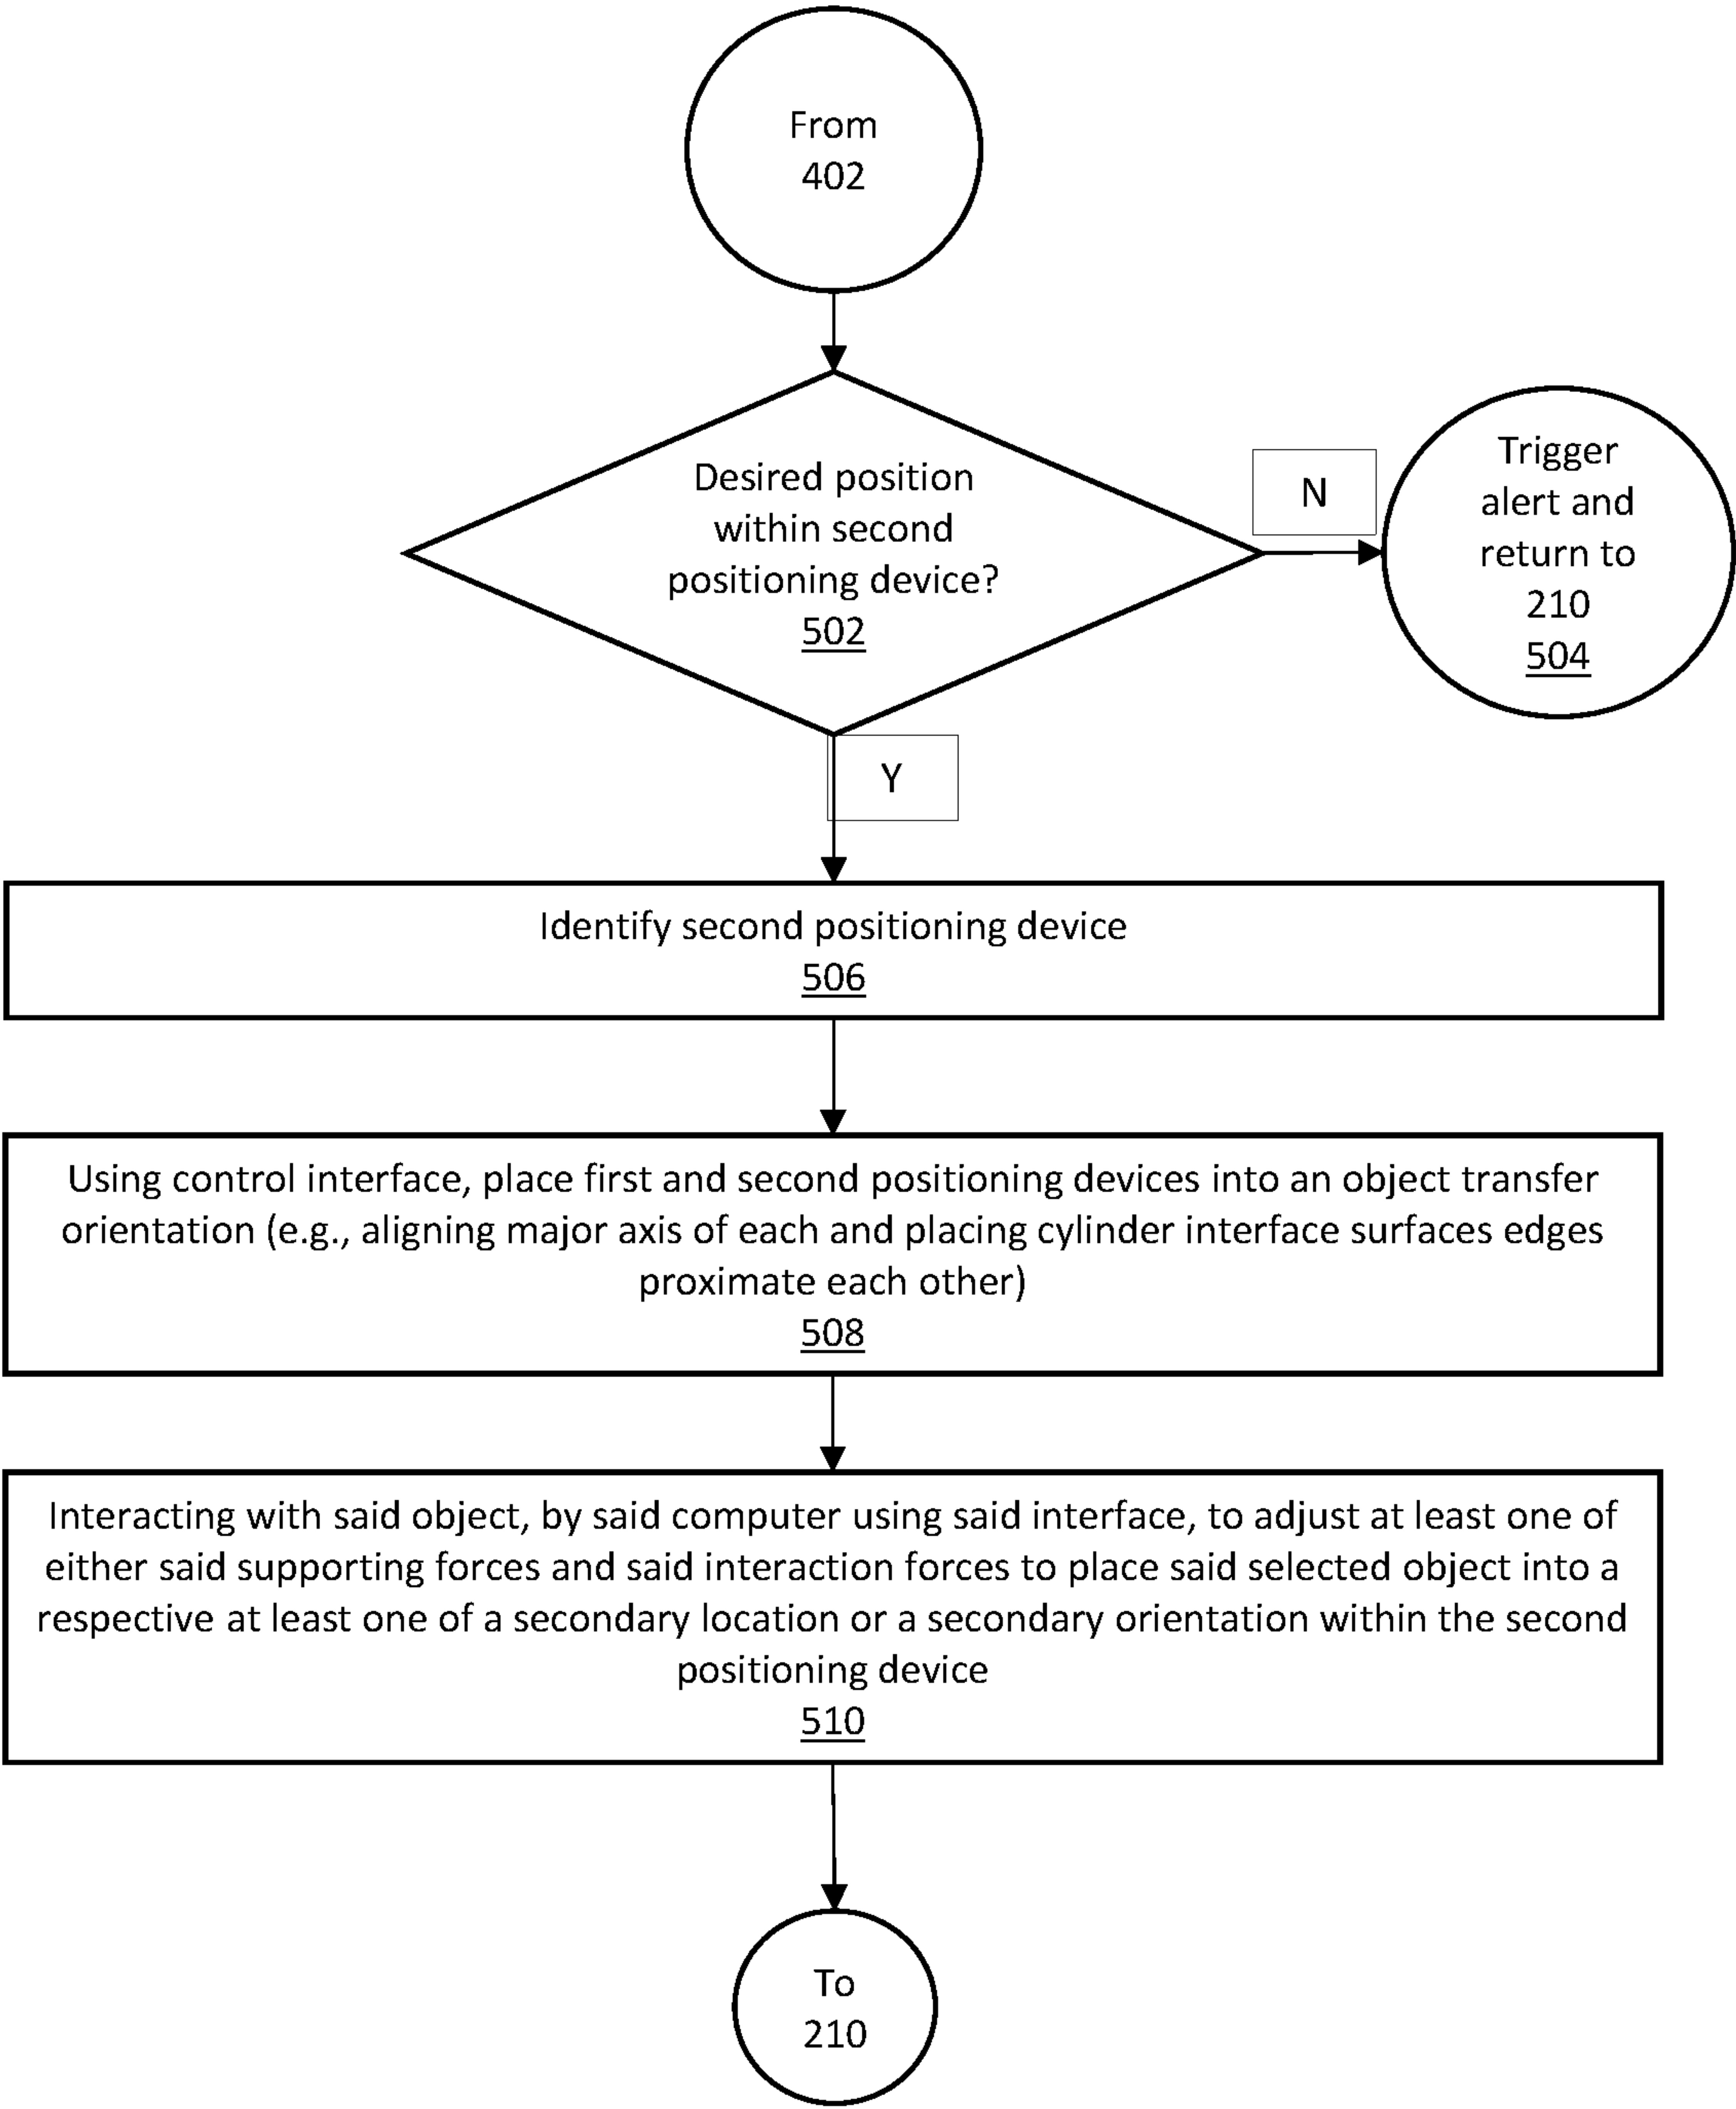 From
402
Desired position
within second
positioning device?
502
N
Trigger
alert and
return to
210
504
Y
Identify second positioning device
506
Using control interface, place first and second positioning devices into an object transfer
orientation (e.g., aligning major axis of each and placing cylinder interface surfaces edges
proximate each other)
508
Interacting with said object, by said computer using said interface, to adjust at least one of
either said supporting forces and said interaction forces to place said selected object into a
respective at least one of a secondary location or a secondary orientation within the second
positioning device
510
To
210